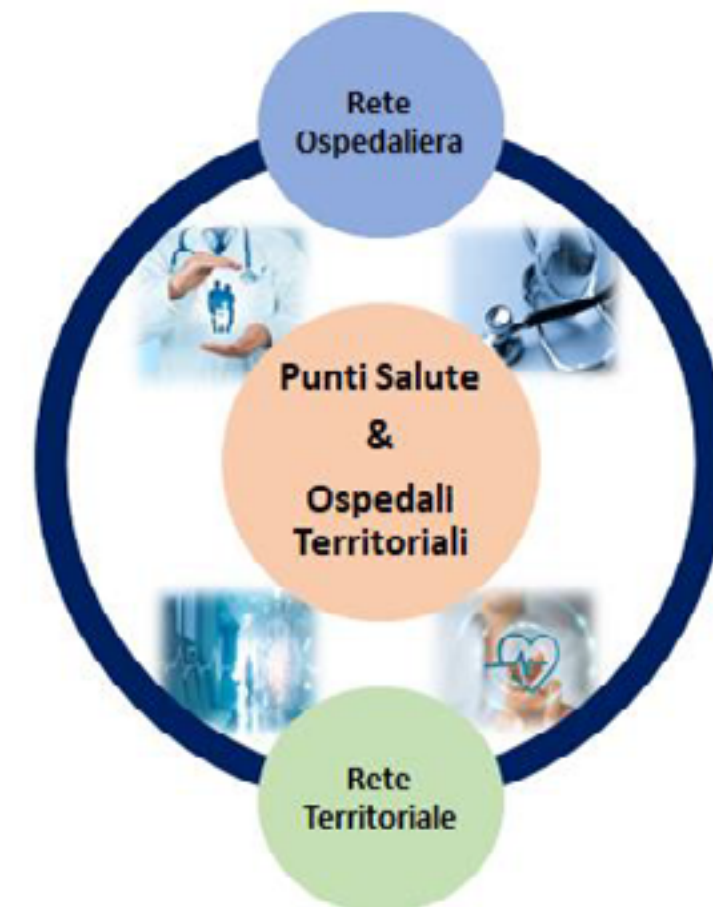 Rete
Ospedaliera
Punti Salute
&
Ospedali
Territoriali
Rete
Territoriale